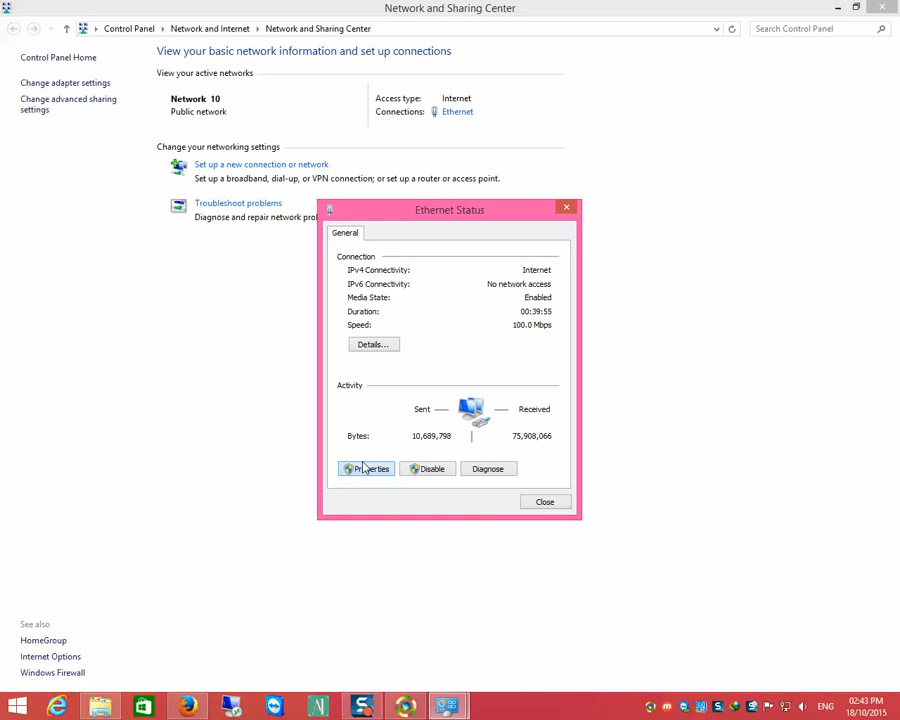 Network and Sharing Center
Control Panel Network and Internet Network and Sharing Center
Search Control Panel
Control Panel Home
Change adapter settings
Change advanced sharing
settings
View your basic network information and set up connections
View your active networks
Network 10
Public network
Access type: Internet
Connections: Ethernet
Change your networking settings
Set up a new connection or network
Set up a broadband, dial-up, or VPN connection; or set up a router or access point.
Troubleshoot problems
Diagnose and repair network
Ethernet Status
General
Connection
IPv4 Connectivity: Internet
IPv6 Connectivity: No network access
Media State: Enabled
Duration: 00:39:55
Speed: 100.0 Mbps
Details...
Activity
Sent Received
Bytes: 10,689,798 75,908,066
Properties Disable Diagnose
Close
See also
HomeGroup
Internet Options
Windows Firewall
ENG
02:43 PM
18/10/2015